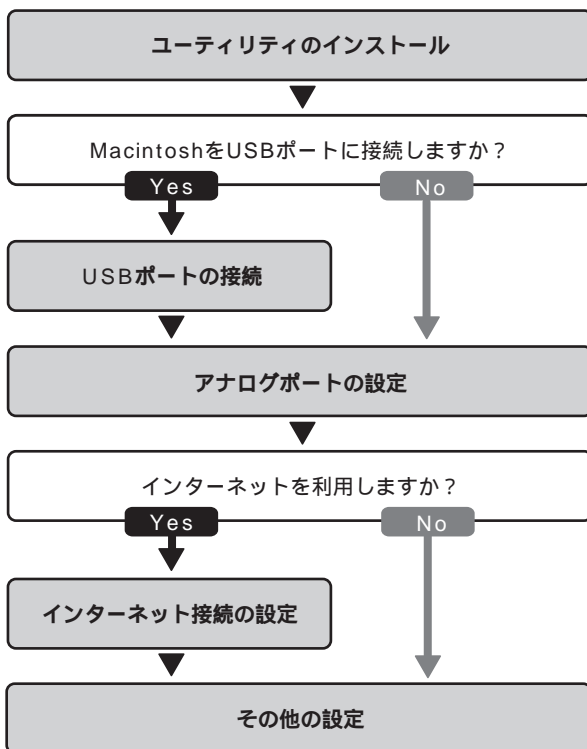 ユーティリティのインストール
MacintoshをUSBポートに接続しますか？
Yes
No
USBポートの接続
アナログポートの設定
インターネットを利用しますか？
Yes
No
インターネット接続の設定
その他の設定